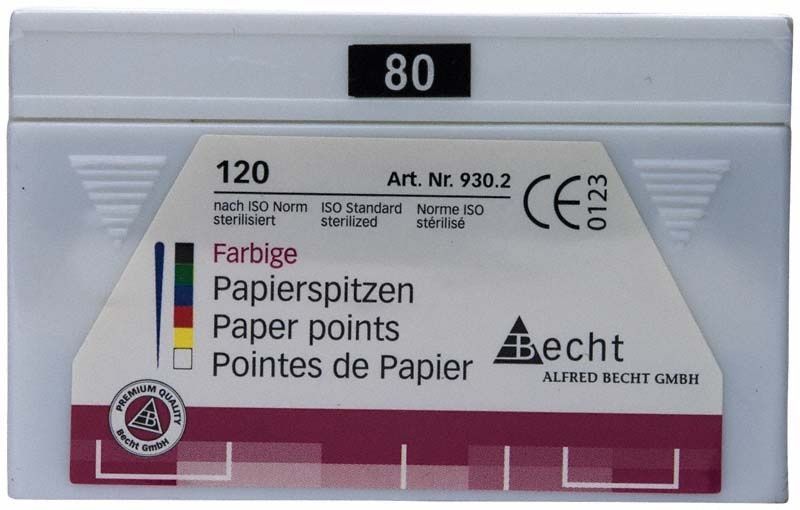 80
120 Art. Nr. 930.2
nach ISO Norm sterilisiert
ISO Standard sterilized
Norme ISO stérilisé
CE 0123
Farbige
Papierspitzen
Paper points
Pointes de Papier
Becht
ALFRED BECHT GMBH
PREMIUM QUALITY
B
Becht GmbH